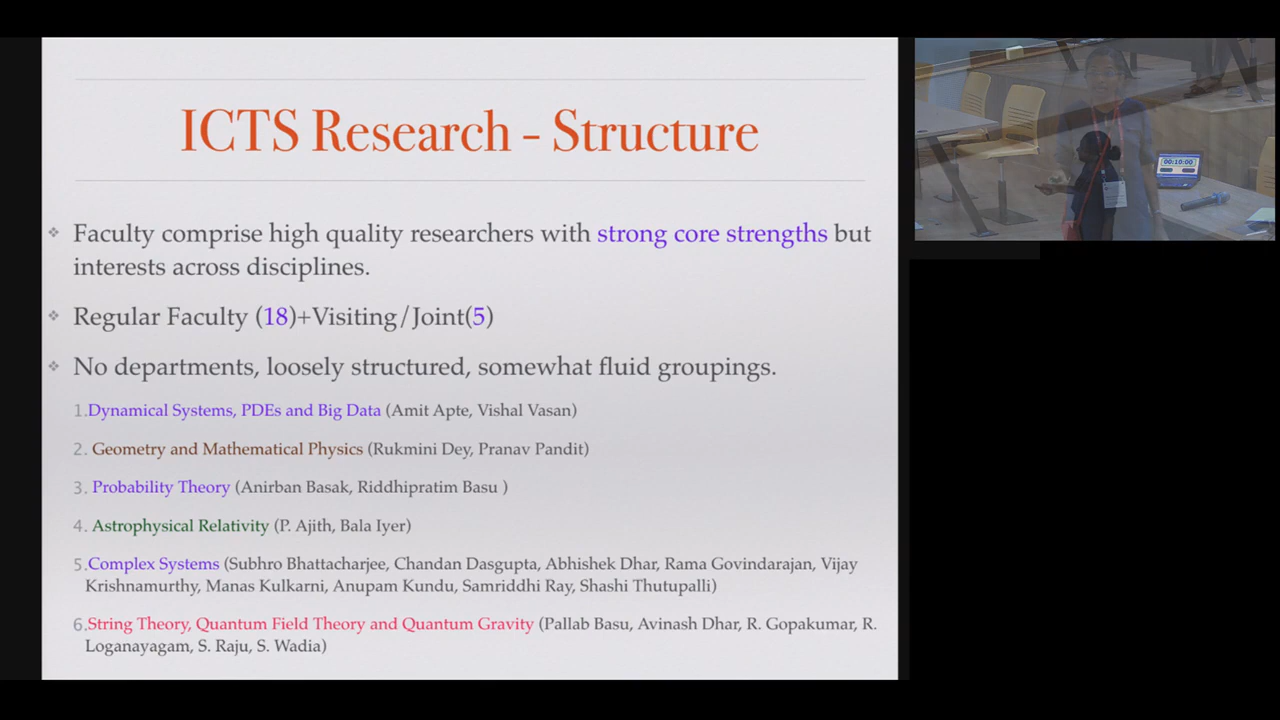 ICTS Research - Structure
Faculty comprise high quality researchers with strong core strengths but
interests across disciplines.
Regular Faculty (18)+Visiting/Joint(5)
No departments, loosely structured, somewhat fluid groupings.
1.Dynamical Systems, PDEs and Big Data (Amit Apte, Vishal Vasan)
2. Geometry and Mathematical Physics (Rukmini Dey, Pranav Pandit)
3. Probability Theory (Anirban Basak, Riddhipratim Basu )
4. Astrophysical Relativity (P. Ajith, Bala Iyer)
5.Complex Systems (Subhro Bhattacharjee, Chandan Dasgupta, Abhishek Dhar, Rama Govindarajan, Vijay
Krishnamurthy, Manas Kulkarni, Anupam Kundu, Samriddhi Ray, Shashi Thutupalli)
6.String Theory, Quantum Field Theory and Quantum Gravity (Pallab Basu, Avinash Dhar, R. Gopakumar, R.
Loganayagam, S. Raju, S. Wadia)
00:10:00